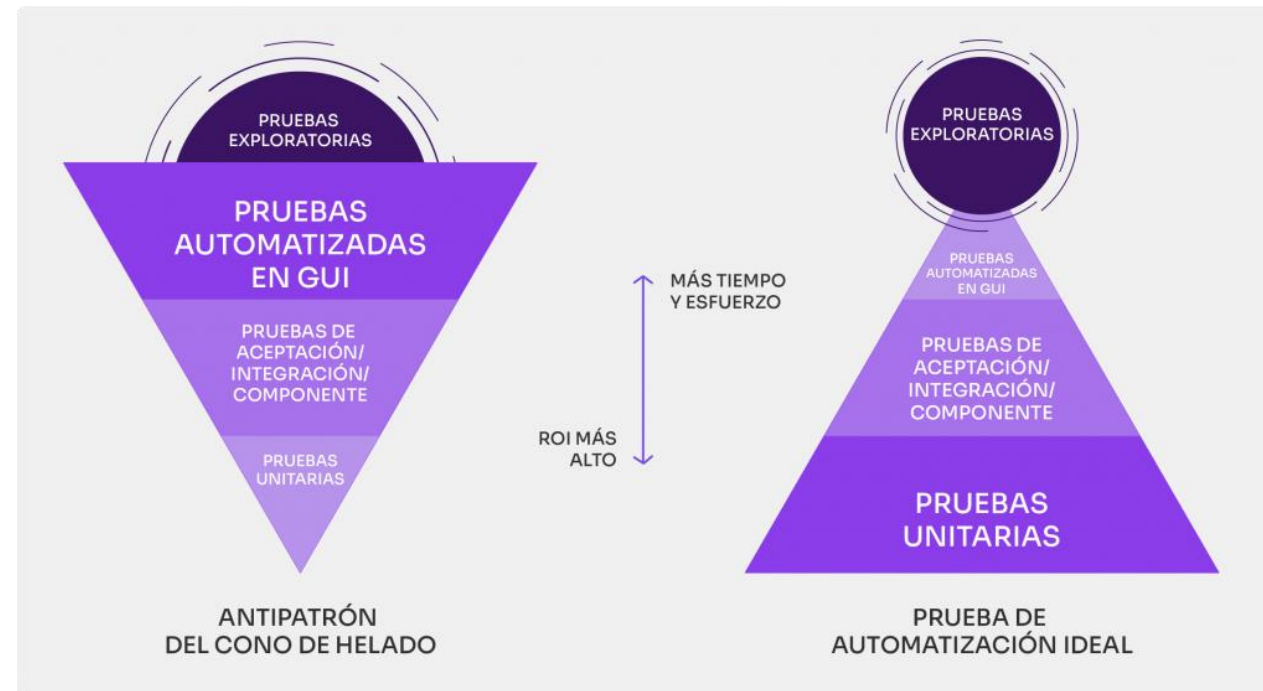 PRUEBAS
EXPLORATORIAS
PRUEBAS
AUTOMATIZADAS
EN GUI
PRUEBAS DE
ACEPTACIÓN/
INTEGRACIÓN/
COMPONENTE
PRUEBAS
UNITARIAS
ANTIPATRÓN
DEL CONO DE HELADO
MÁS TIEMPO
Y ESFUERZO
ROI MÁS
ALTO
PRUEBAS
EXPLORATORIAS
PRUEBAS
AUTOMATIZADAS
EN GUI
PRUEBAS DE
ACEPTACIÓN/
INTEGRACIÓN/
COMPONENTE
PRUEBAS
UNITARIAS
PRUEBA DE
AUTOMATIZACIÓN IDEAL